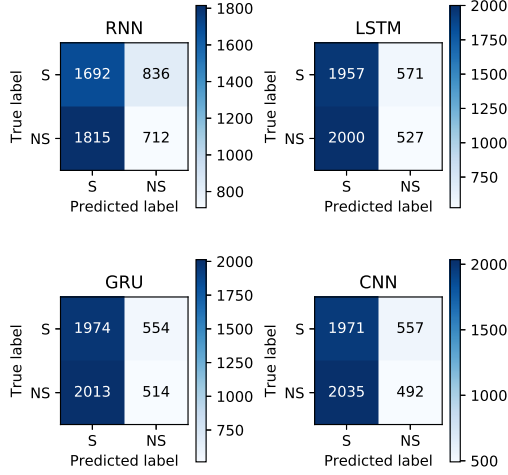 RNN
S 1692 836
NS 1815 712
S NS
Predicted label
True label
1800
1600
1400
1200
1000
800
LSTM
S 1957 571
NS 2000 527
S NS
Predicted label
True label
2000
1750
1500
1250
1000
750
GRU
S 1974 554
NS 2013 514
S NS
Predicted label
True label
2000
1750
1500
1250
1000
750
CNN
S 1971 557
NS 2035 492
S NS
Predicted label
True label
2000
1500
1000
500